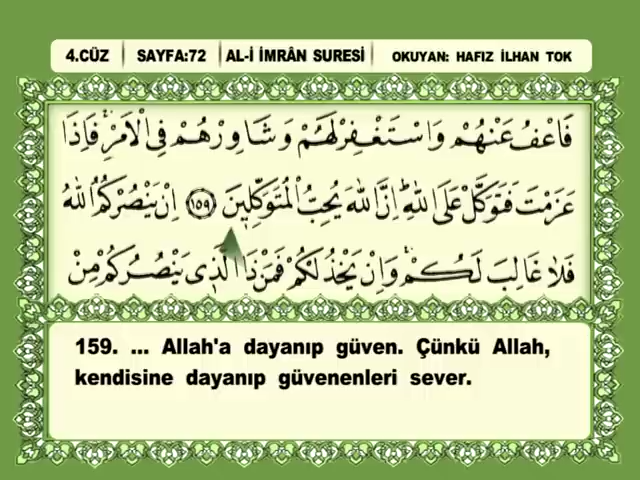 4.CÜZ SAYFA:72 AL-İ İMRÂN SURESİ OKUYAN: HAFIZ İLHAN TOK
فَاعْفُ عَنْهُمْ وَاسْتَغْفِرْ لَهُمْ وَشَاوِرْهُمْ فِي الْاَمْرِۚ فَاِذَا
عَزَمْتَ فَتَوَكَّلْ عَلَى اللّٰهِۜ اِنَّ اللّٰهَ يُحِبُّ الْمُتَوَكِّلٖينَ ﴿١٥٩﴾ اِنْ يَنْصُرْكُمُ اللّٰهُ
فَلَا غَالِبَ لَكُمْۚ وَاِنْ يَخْذُلْكُمْ فَمَنْ ذَا الَّذٖي يَنْصُرُكُمْ مِنْ
159. ... Allah'a dayanıp güven. Çünkü Allah,
kendisine dayanıp güvenenleri sever.